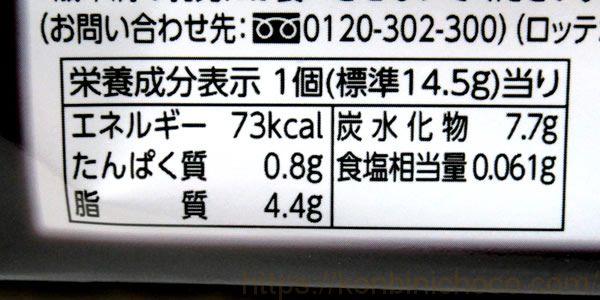 (お問い合わせ先:0120-302-300) (ロッテ
栄養成分表示 1個(標準14.5g)当り
エネルギー 73kcal 炭水化物 7.7g
たんぱく質 0.8g 食塩相当量 0.061g
脂質 4.4g
https://konbinichoco.com/